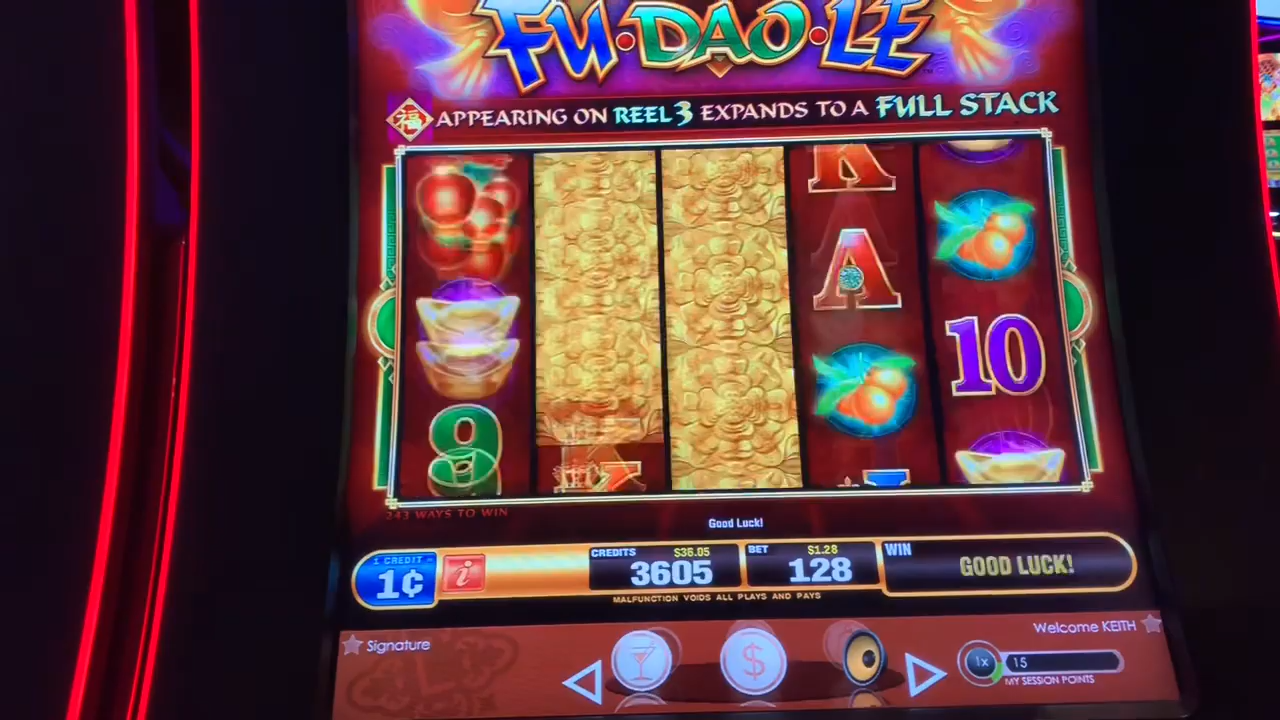 FU·DAO·LE™
福 APPEARING ON REEL 3 EXPANDS TO A FULL STACK
K
A
10
9
K
243 WAYS TO WIN
Good Luck!
1 CREDIT =
1¢
i
CREDITS $36.05
3605
BET $1.28
128
WIN
GOOD LUCK!
MALFUNCTION VOIDS ALL PLAYS AND PAYS
Signature
Welcome KEITH
$
1x
15
MY SESSION POINTS